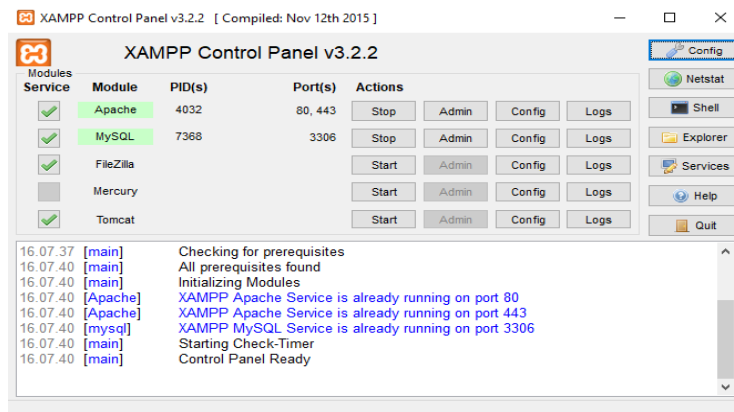 XAMPP Control Panel v3.2.2 [ Compiled: Nov 12th 2015 ]
XAMPP Control Panel v3.2.2
Config
Modules
Service Module PID(s) Port(s) Actions
Netstat
Apache 4032 80, 443 Stop Admin Config Logs
Shell
MySQL 7368 3306 Stop Admin Config Logs
Explorer
FileZilla Start Admin Config Logs
Services
Mercury Start Admin Config Logs
Help
Tomcat Start Admin Config Logs
Quit
16.07.37 [main] Checking for prerequisites
16.07.40 [main] All prerequisites found
16.07.40 [main] Initializing Modules
16.07.40 [Apache] XAMPP Apache Service is already running on port 80
16.07.40 [Apache] XAMPP Apache Service is already running on port 443
16.07.40 [mysql] XAMPP MySQL Service is already running on port 3306
16.07.40 [main] Starting Check-Timer
16.07.40 [main] Control Panel Ready